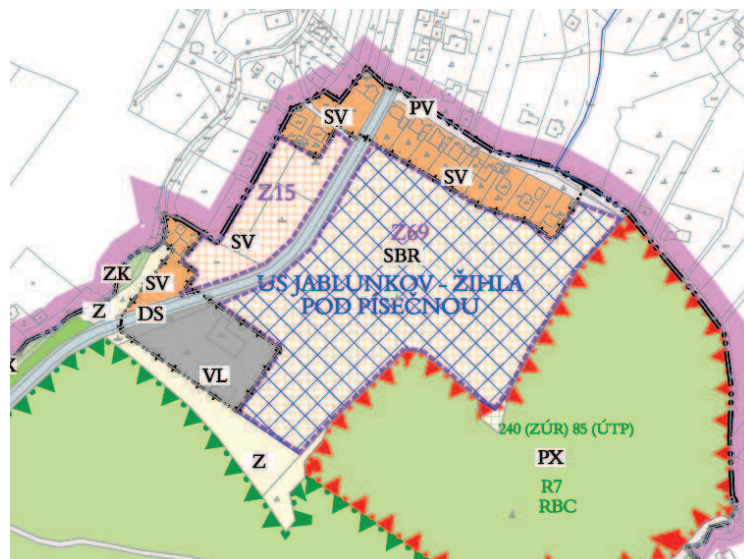 SV
PV
SV
Z15
Z69
SV
SBR
ZK
SV
ÚS JABLUNKOV - ŽIHLA
POD PÍSEČNOU
Z
DS
VL
240 (ZÚR) 85 (ÚTP)
Z
PX
R7
RBC